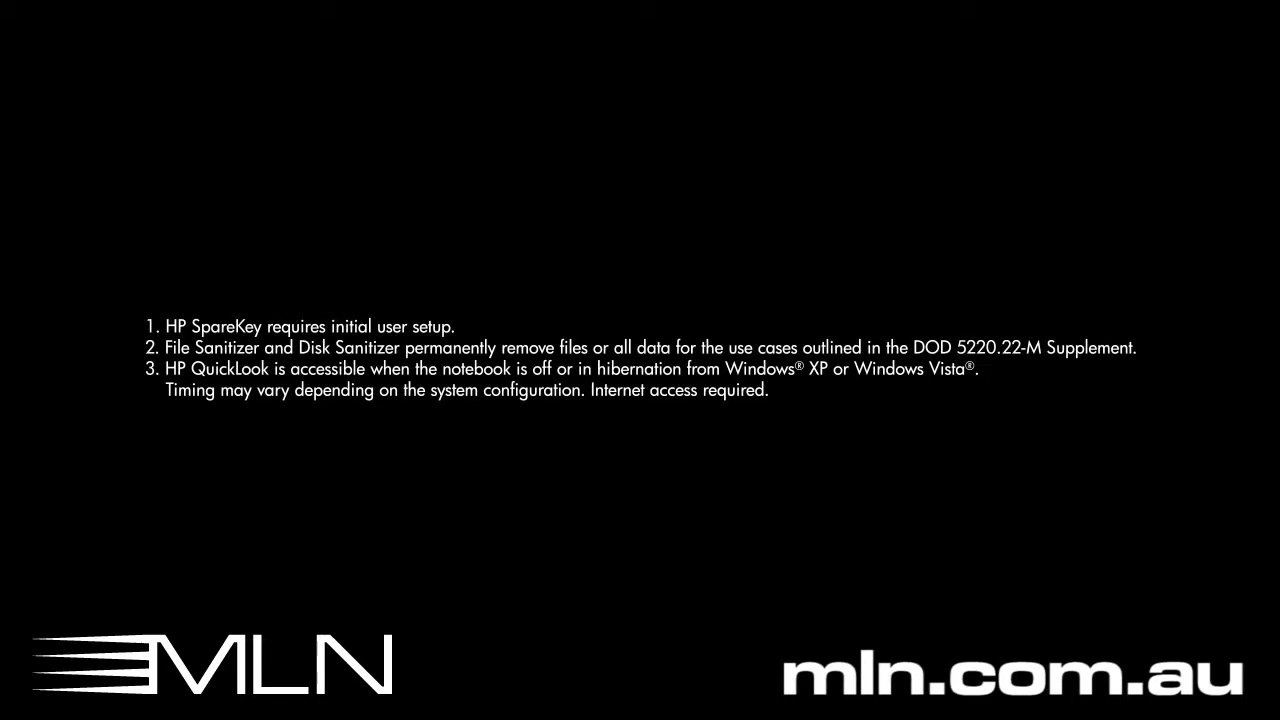 1. HP SpareKey requires initial user setup.
2. File Sanitizer and Disk Sanitizer permanently remove files or all data for the use cases outlined in the DOD 5220.22-M Supplement.
3. HP QuickLook is accessible when the notebook is off or in hibernation from Windows® XP or Windows Vista®.
Timing may vary depending on the system configuration. Internet access required.
MLN
mln.com.au